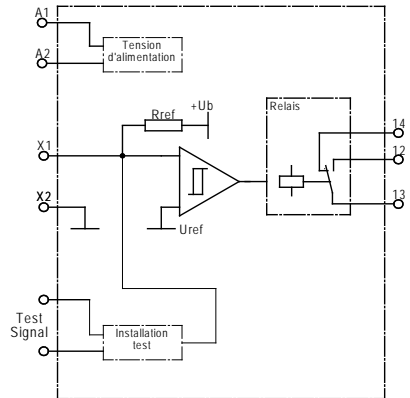 A1
Tension
d'alimentation
A2
+Ub
Rref
Relais
14
X1
12
X2
13
Uref
Test
Signal
Installation
test